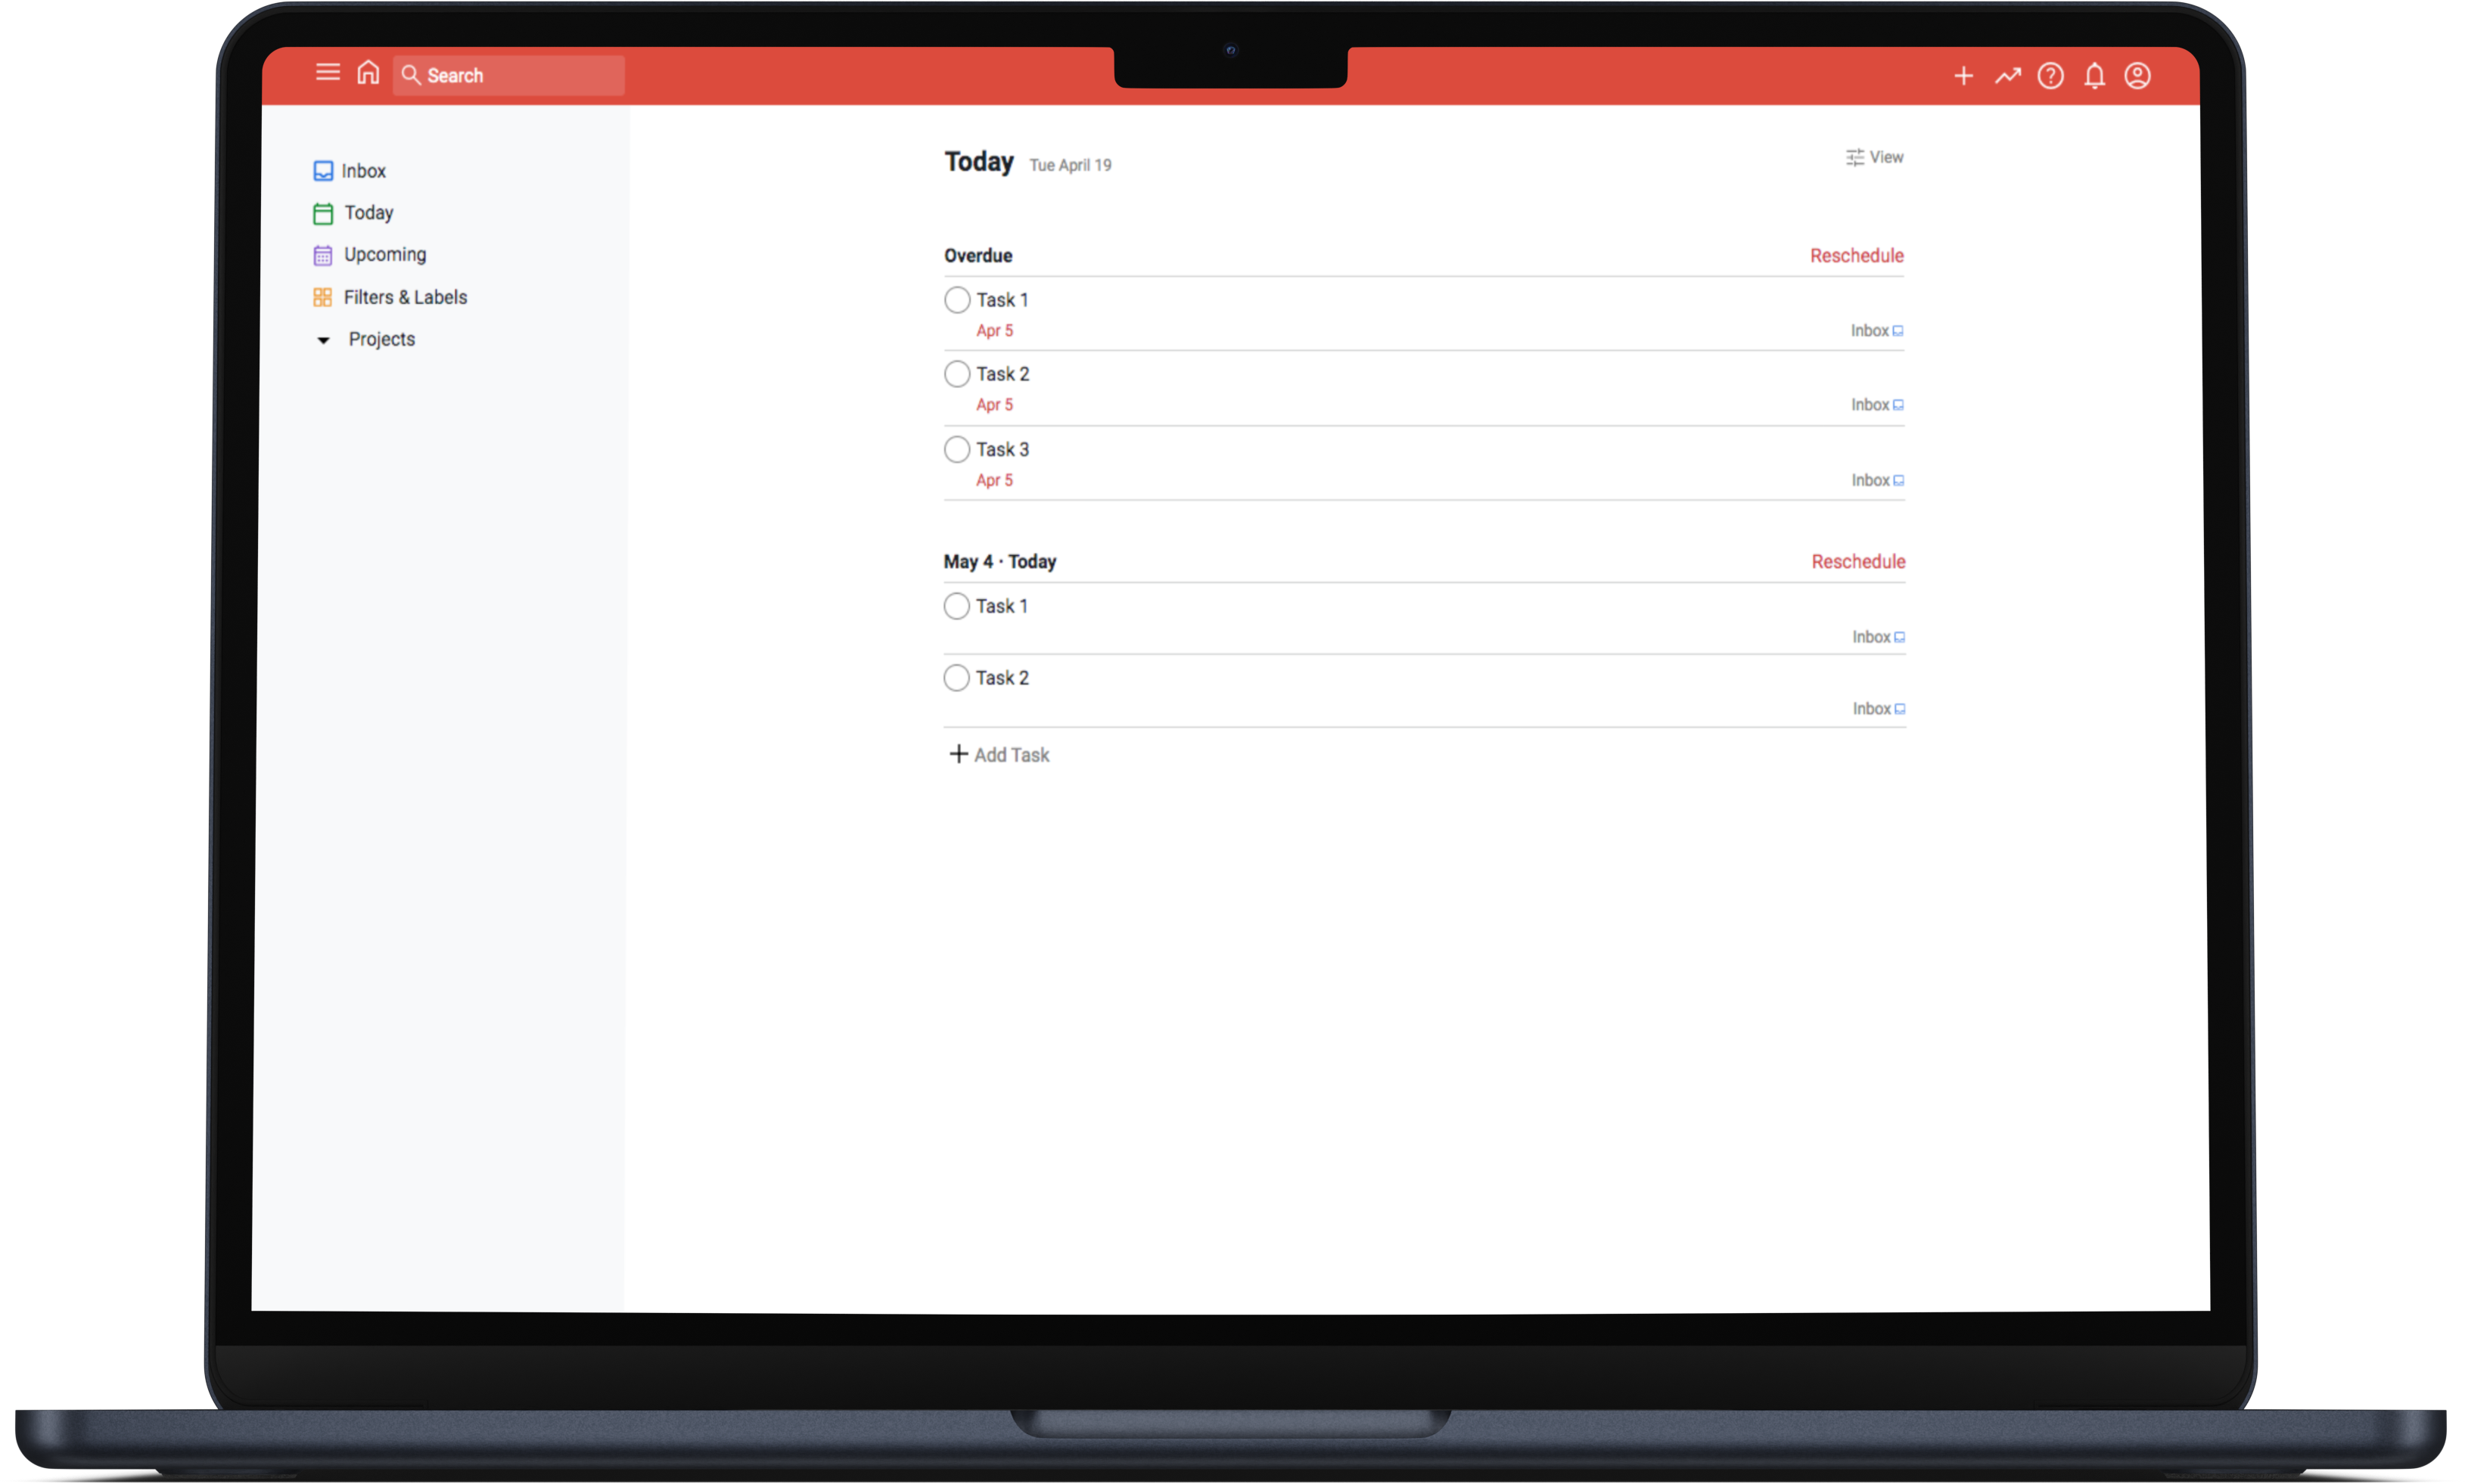 Search
Inbox
Today
Upcoming
Filters & Labels
Projects
Today Tue April 19
View
Overdue
Reschedule
Task 1
Apr 5
Inbox
Task 2
Apr 5
Inbox
Task 3
Apr 5
Inbox
May 4 · Today
Reschedule
Task 1
Inbox
Task 2
Inbox
Add Task